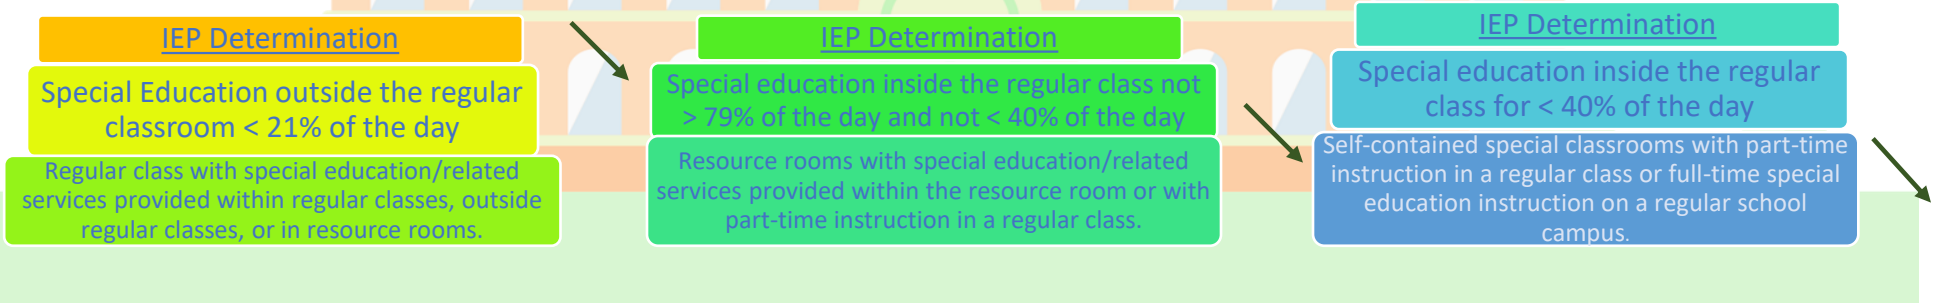 IEP Determination
Special Education outside the regular
classroom < 21% of the day
Regular class with special education/related
services provided within regular classes, outside
regular classes, or in resource rooms.
IEP Determination
Special education inside the regular class not
> 79% of the day and not < 40% of the day
Resource rooms with special education/related
services provided within the resource room or with
part-time instruction in a regular class.
IEP Determination
Special education inside the regular
class for < 40% of the day
Self-contained special classrooms with part-time
instruction in a regular class or full-time special
education instruction on a regular school
campus.